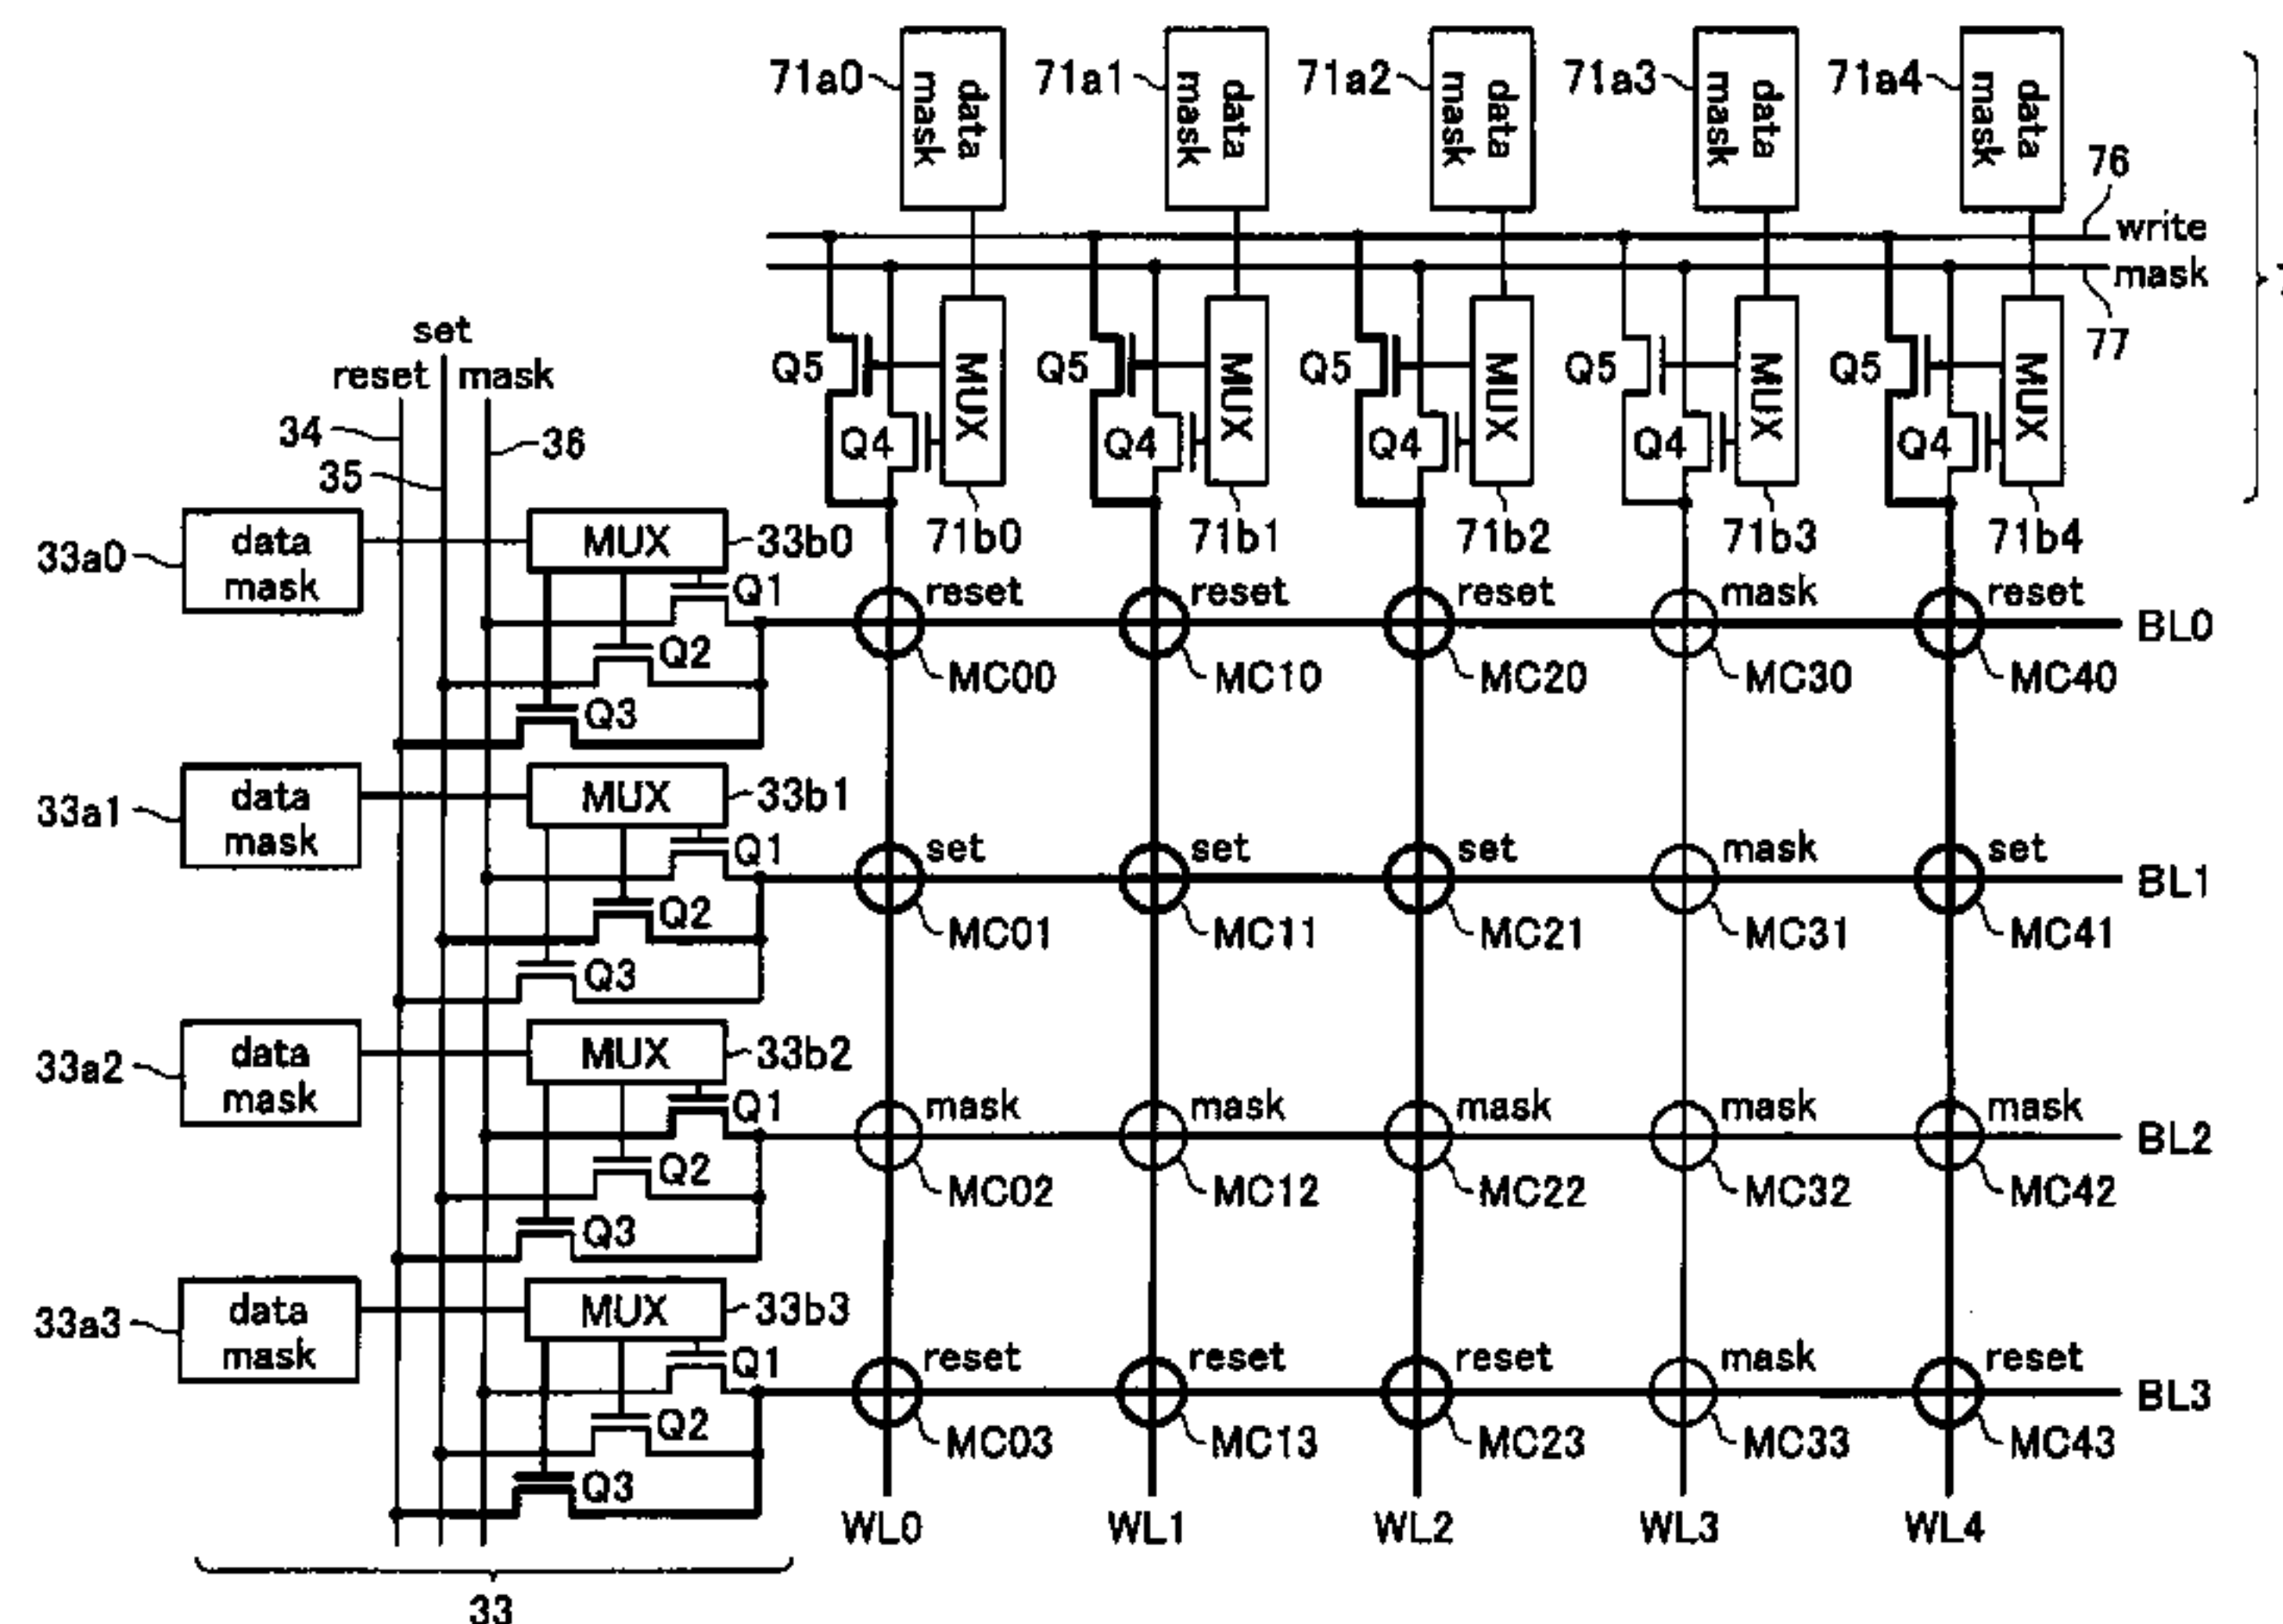 71a0 data mask 71a1 data mask 71a2 data mask 71a3 data mask 71a4 data mask
76
write
mask
77
set
reset mask
34 36
35
Q5 MUX Q5 MUX Q5 MUX Q5 MUX Q5 MUX
Q4 Q4 Q4 Q4 Q4
71b0 71b1 71b2 71b3 71b4
33a0 data mask MUX 33b0
Q1 reset reset reset mask reset
Q2 BL0
Q3 MC00 MC10 MC20 MC30 MC40
33a1 data mask MUX 33b1
Q1 set set set mask set
Q2 BL1
Q3 MC01 MC11 MC21 MC31 MC41
33a2 data mask MUX 33b2
Q1 mask mask mask mask mask
Q2 BL2
Q3 MC02 MC12 MC22 MC32 MC42
33a3 data mask MUX 33b3
Q1 reset reset reset mask reset
Q2 BL3
Q3 MC03 MC13 MC23 MC33 MC43
WL0 WL1 WL2 WL3 WL4
33